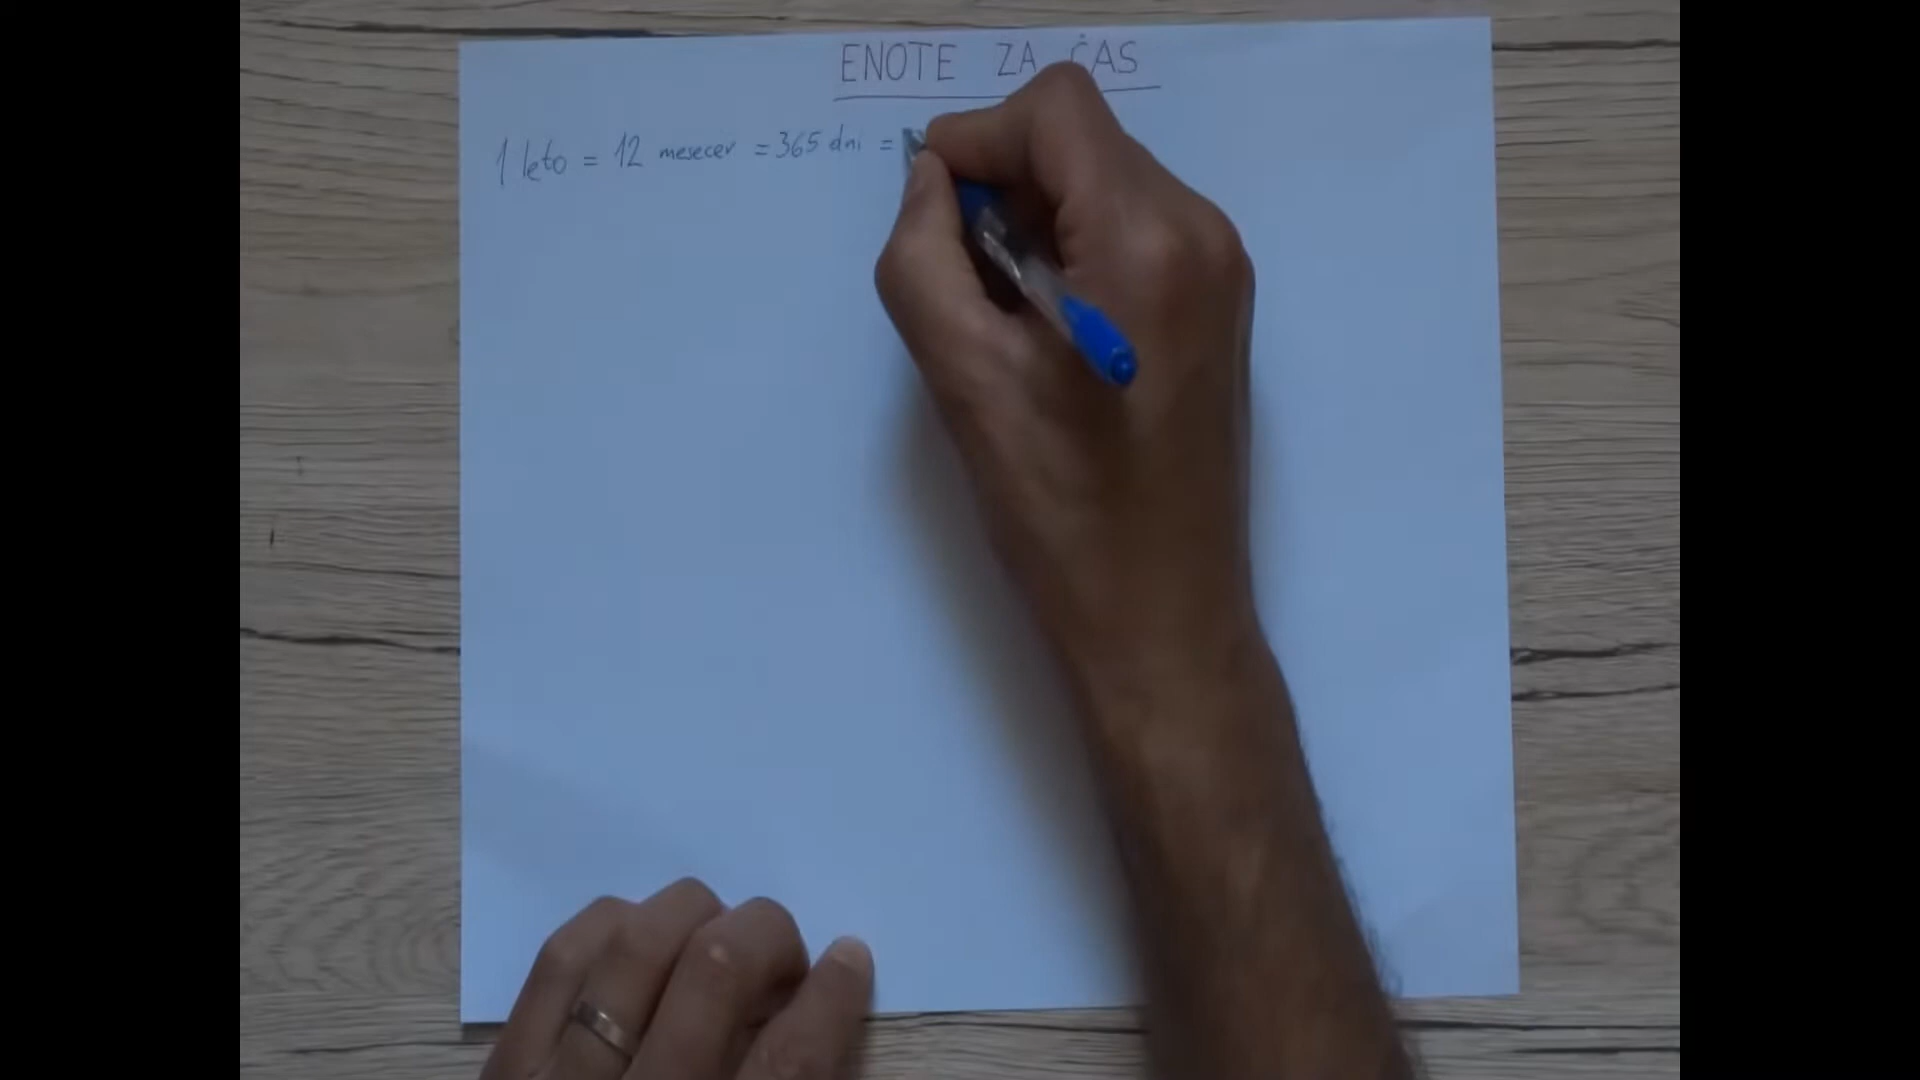 ENOTE ZA ČAS
1 leto = 12 mesecev = 365 dni =